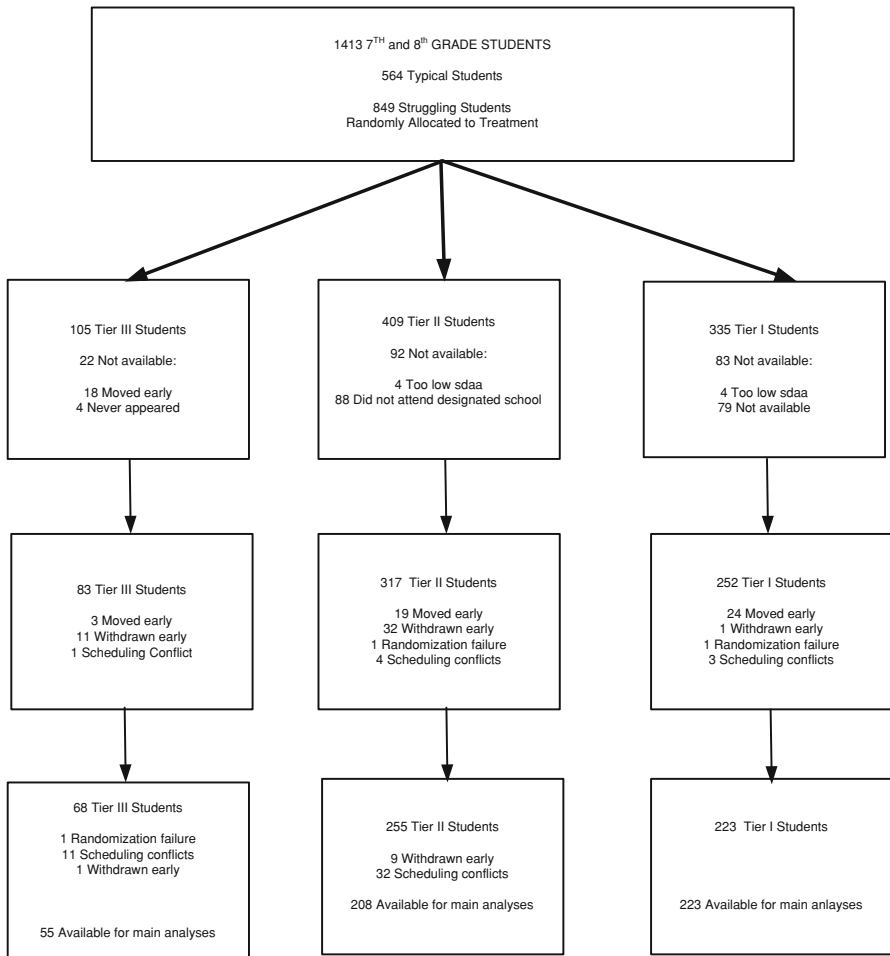 1413 7TH and 8th GRADE STUDENTS
564 Typical Students
849 Struggling Students
Randomly Allocated to Treatment
105 Tier III Students
22 Not available:
18 Moved early
4 Never appeared
409 Tier II Students
92 Not available:
4 Too low sdaa
88 Did not attend designated school
335 Tier I Students
83 Not available:
4 Too low sdaa
79 Not available
83 Tier III Students
3 Moved early
11 Withdrawn early
1 Scheduling Conflict
317 Tier II Students
19 Moved early
32 Withdrawn early
1 Randomization failure
4 Scheduling conflicts
252 Tier I Students
24 Moved early
1 Withdrawn early
1 Randomization failure
3 Scheduling conflicts
68 Tier III Students
1 Randomization failure
11 Scheduling conflicts
1 Withdrawn early
55 Available for main analyses
255 Tier II Students
9 Withdrawn early
32 Scheduling conflicts
208 Available for main analyses
223 Tier I Students
223 Available for main anlayses